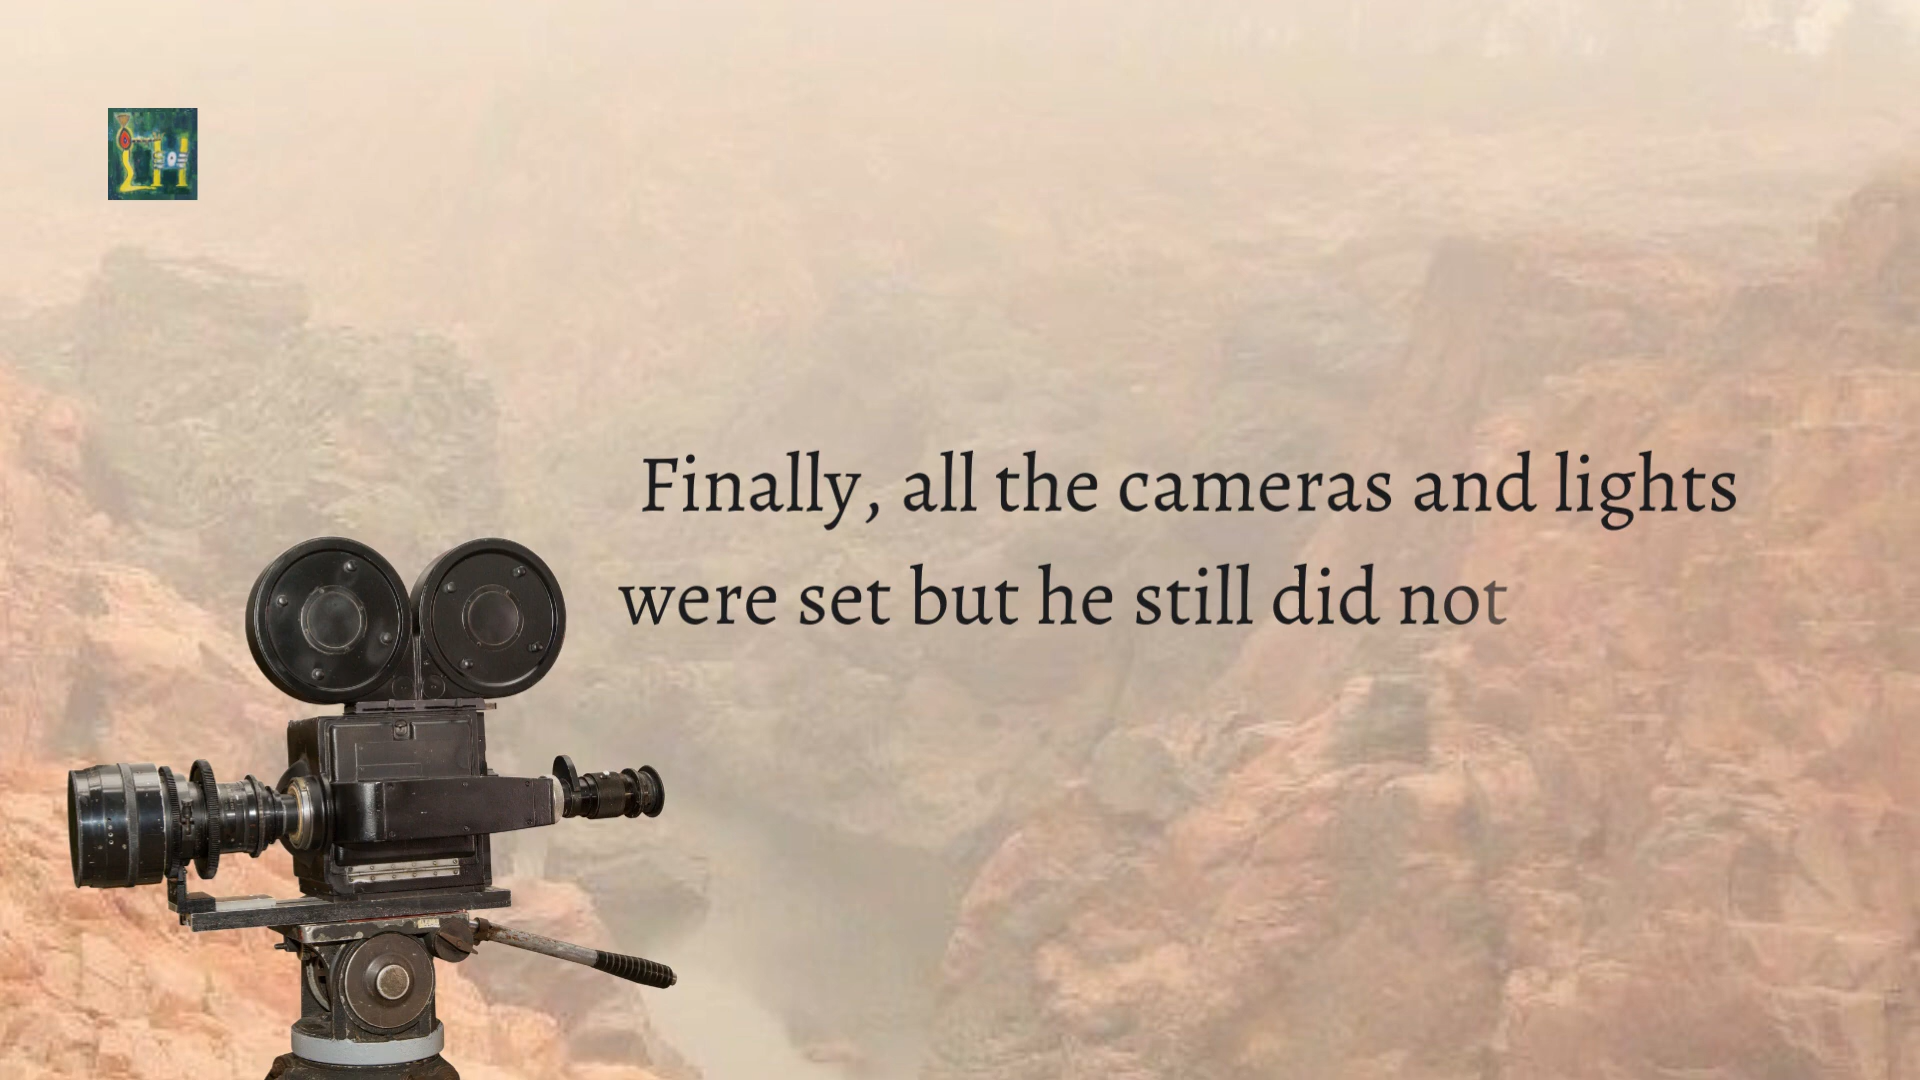 Finally, all the cameras and lights
were set but he still did not